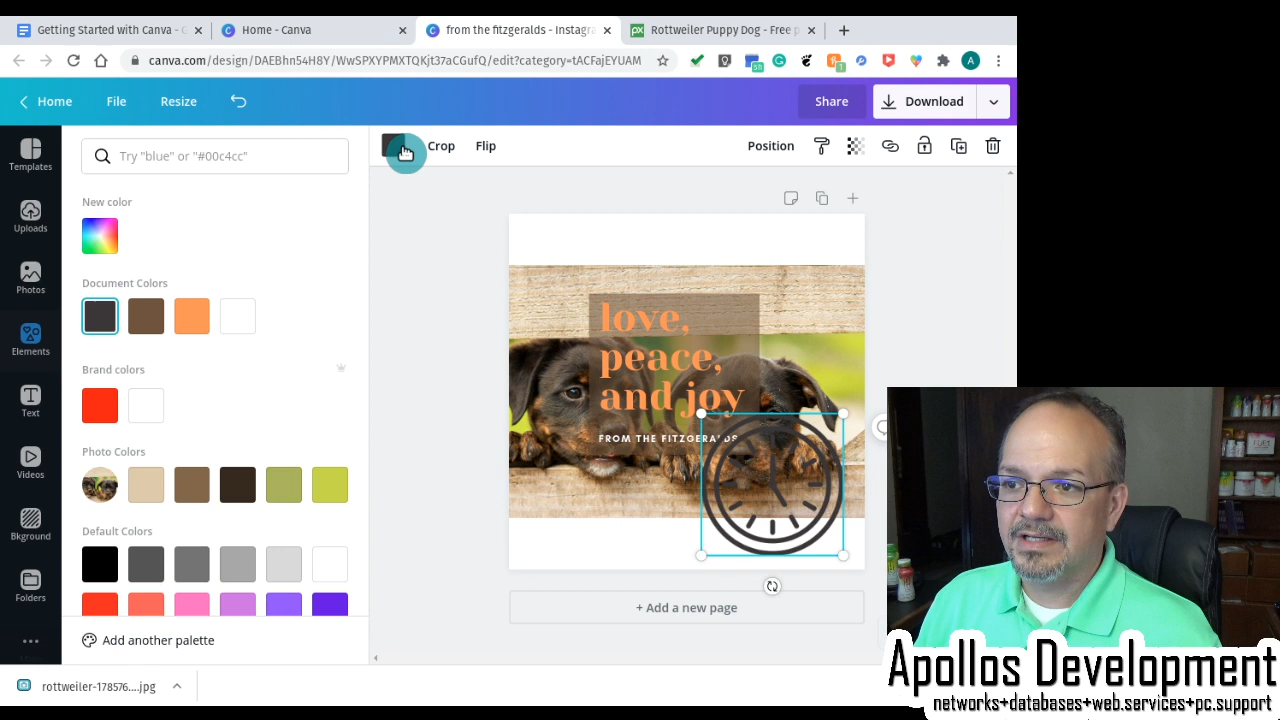 Getting Started with Canva - G
Home - Canva
from the fitzgeralds - Instagra
Rottweiler Puppy Dog - Free p
canva.com/design/DAEBhn54H8Y/WwSPXYPMXTQKjt37aCGufQ/edit?category=tACFajEYUAM
5h
1
A
Home
File
Resize
Share
Download
Templates
Uploads
Photos
Elements
Text
Videos
Bkground
Folders
Try "blue" or "#00c4cc"
New color
Document Colors
Brand colors
Photo Colors
Default Colors
Add another palette
Crop
Flip
Position
love,
peace,
and joy
FROM THE FITZGERALDS
+ Add a new page
rottweiler-178576....jpg
Apollos Development
networks+databases+web.services+pc.support